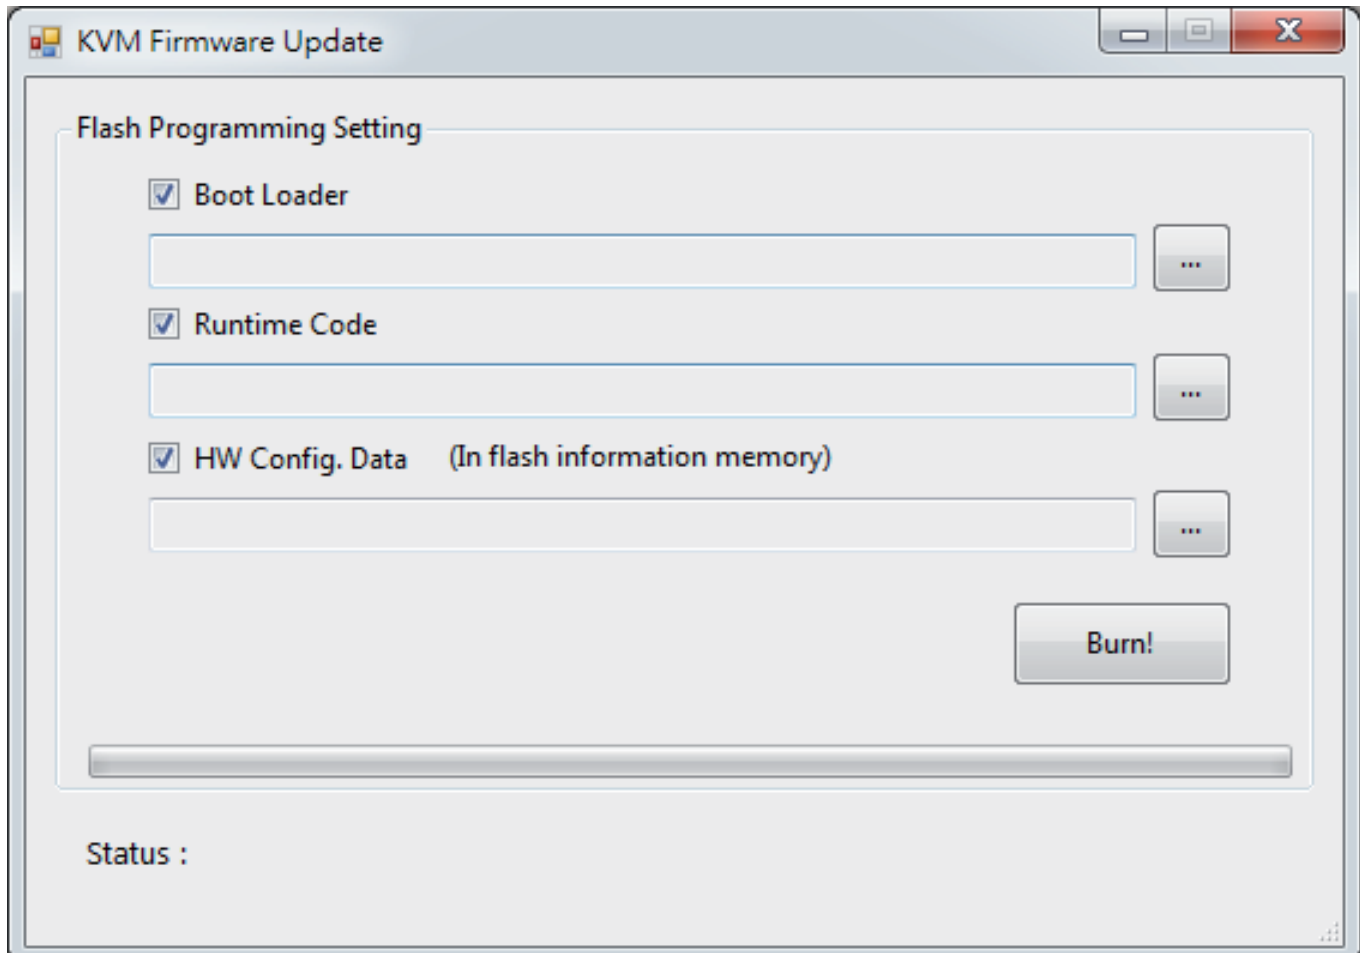 KVM Firmware Update
Flash Programming Setting
Boot Loader
...
Runtime Code
...
HW Config. Data (In flash information memory)
...
Burn!
Status :